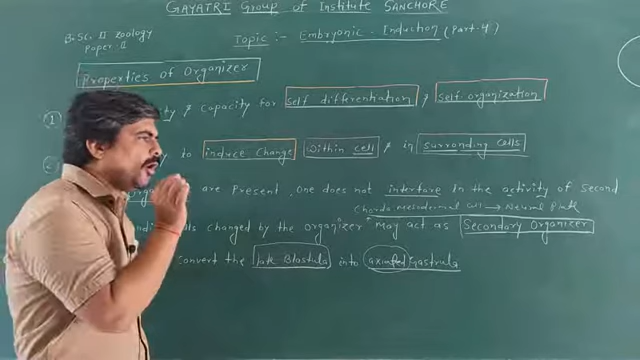 GAYATRI Group of Institute SANCHORE
B.Sc. II Zoology
Paper-II
Topic :- Embryonic - Induction (Part-4)
Properties of Organizer
① & Capacity for self differentiation & self organization
to induce change within cell & in surronding cells
are Present, One does not interfare to the activity of Second
Chorda mesodermal cell → Neural Plate
changed by the organizer may act as Secondary Organizer
Convert the late Blastula into Gastrula